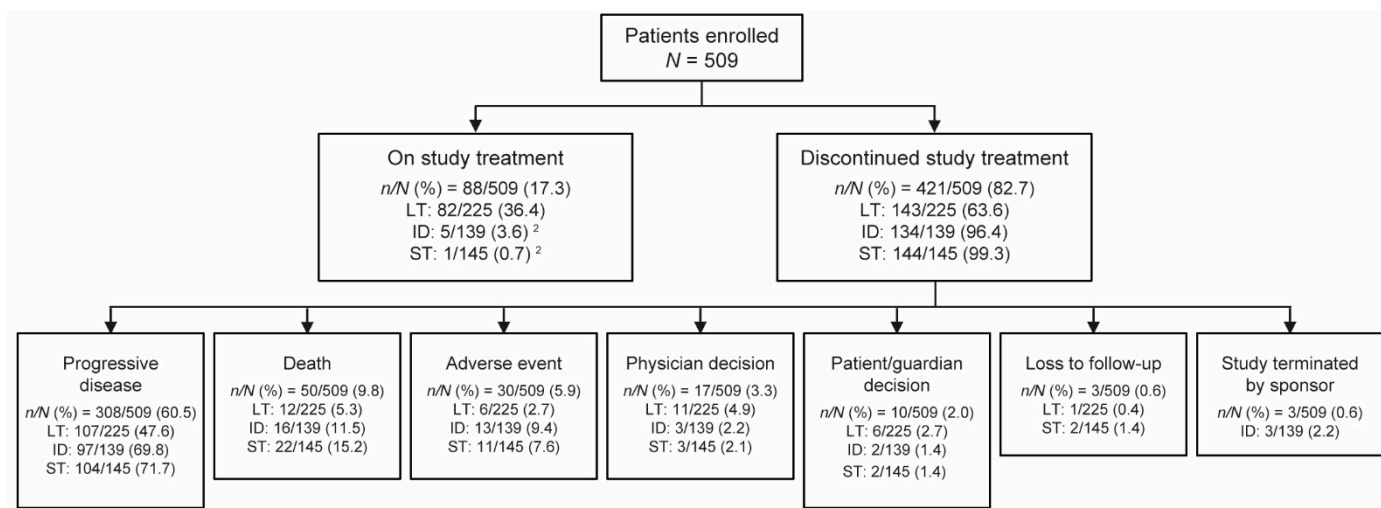 Patients enrolled
N = 509
On study treatment
n/N (%) = 88/509 (17.3)
LT: 82/225 (36.4)
ID: 5/139 (3.6) ²
ST: 1/145 (0.7) ²
Discontinued study treatment
n/N (%) = 421/509 (82.7)
LT: 143/225 (63.6)
ID: 134/139 (96.4)
ST: 144/145 (99.3)
Progressive
disease
n/N (%) = 308/509 (60.5)
LT: 107/225 (47.6)
ID: 97/139 (69.8)
ST: 104/145 (71.7)
Death
n/N (%) = 50/509 (9.8)
LT: 12/225 (5.3)
ID: 16/139 (11.5)
ST: 22/145 (15.2)
Adverse event
n/N (%) = 30/509 (5.9)
LT: 6/225 (2.7)
ID: 13/139 (9.4)
ST: 11/145 (7.6)
Physician decision
n/N (%) = 17/509 (3.3)
LT: 11/225 (4.9)
ID: 3/139 (2.2)
ST: 3/145 (2.1)
Patient/guardian
decision
n/N (%) = 10/509 (2.0)
LT: 6/225 (2.7)
ID: 2/139 (1.4)
ST: 2/145 (1.4)
Loss to follow-up
n/N (%) = 3/509 (0.6)
LT: 1/225 (0.4)
ST: 2/145 (1.4)
Study terminated
by sponsor
n/N (%) = 3/509 (0.6)
ID: 3/139 (2.2)